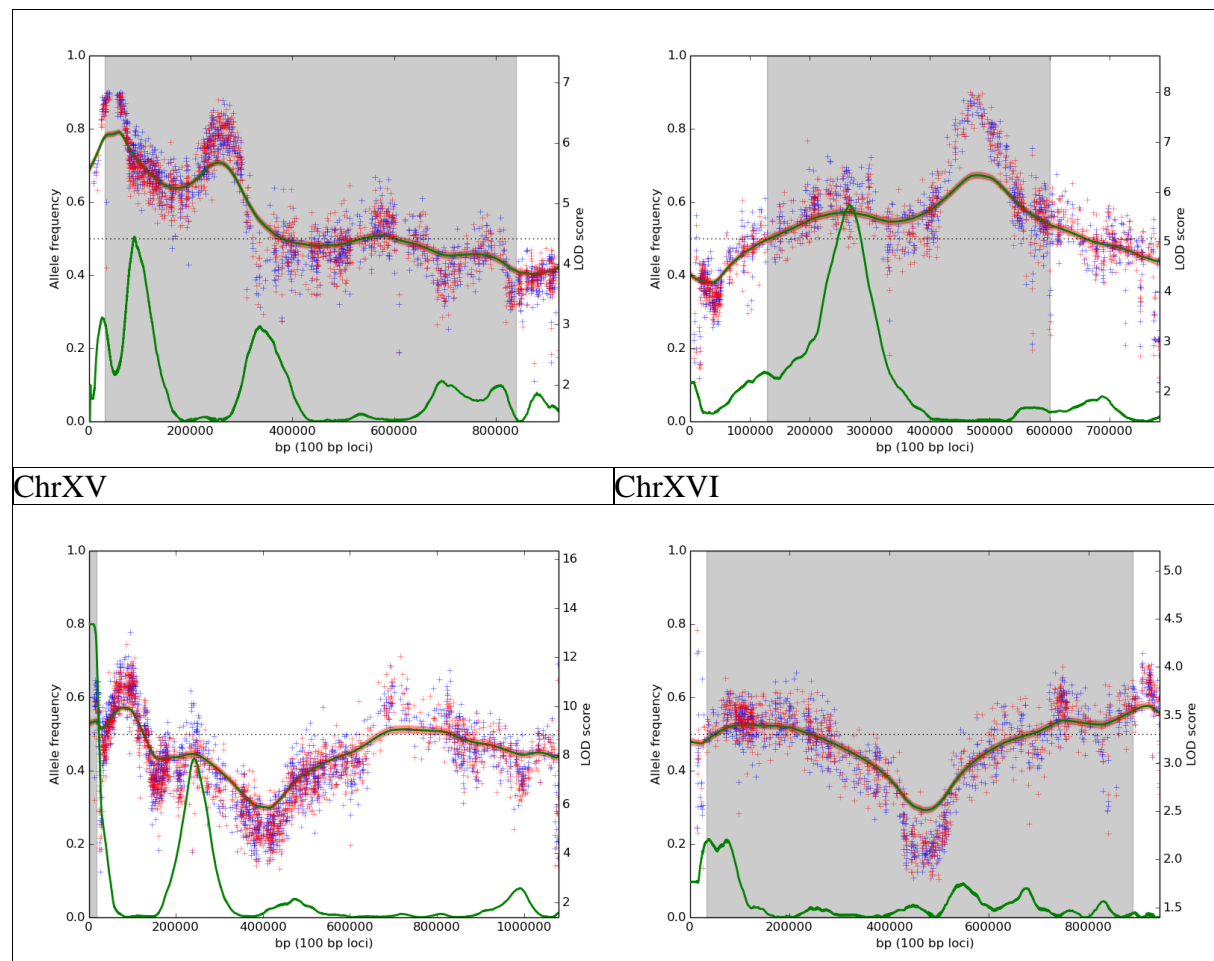 1.0
0.8
0.6
0.4
0.2
0.0
Allele frequency
0 200000 400000 600000 800000
bp (100 bp loci)
7
6
5
4
3
2
LOD score
1.0
0.8
0.6
0.4
0.2
0.0
Allele frequency
0 100000 200000 300000 400000 500000 600000 700000
bp (100 bp loci)
8
7
6
5
4
3
2
LOD score
ChrXV
ChrXVI
1.0
0.8
0.6
0.4
0.2
0.0
Allele frequency
0 200000 400000 600000 800000 1000000
bp (100 bp loci)
16
14
12
10
8
6
4
2
LOD score
1.0
0.8
0.6
0.4
0.2
0.0
Allele frequency
0 200000 400000 600000 800000
bp (100 bp loci)
5.0
4.5
4.0
3.5
3.0
2.5
2.0
1.5
LOD score